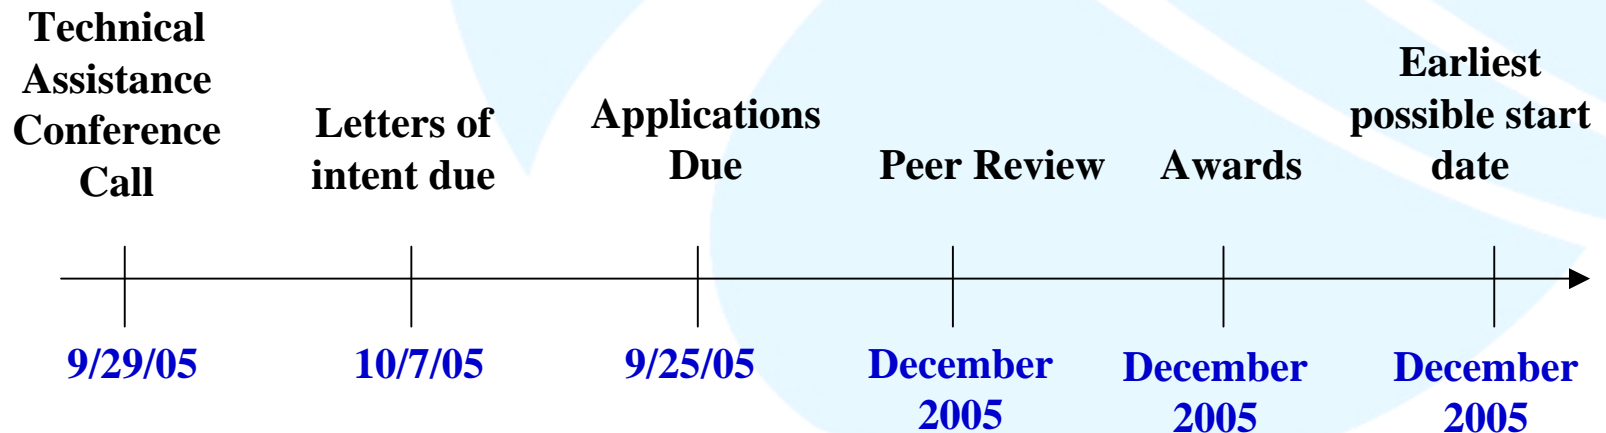 Technical
Assistance
Conference
Call
Letters of
intent due
Applications
Due
Peer Review
Awards
Earliest
possible start
date
9/29/05
10/7/05
9/25/05
December
2005
December
2005
December
2005